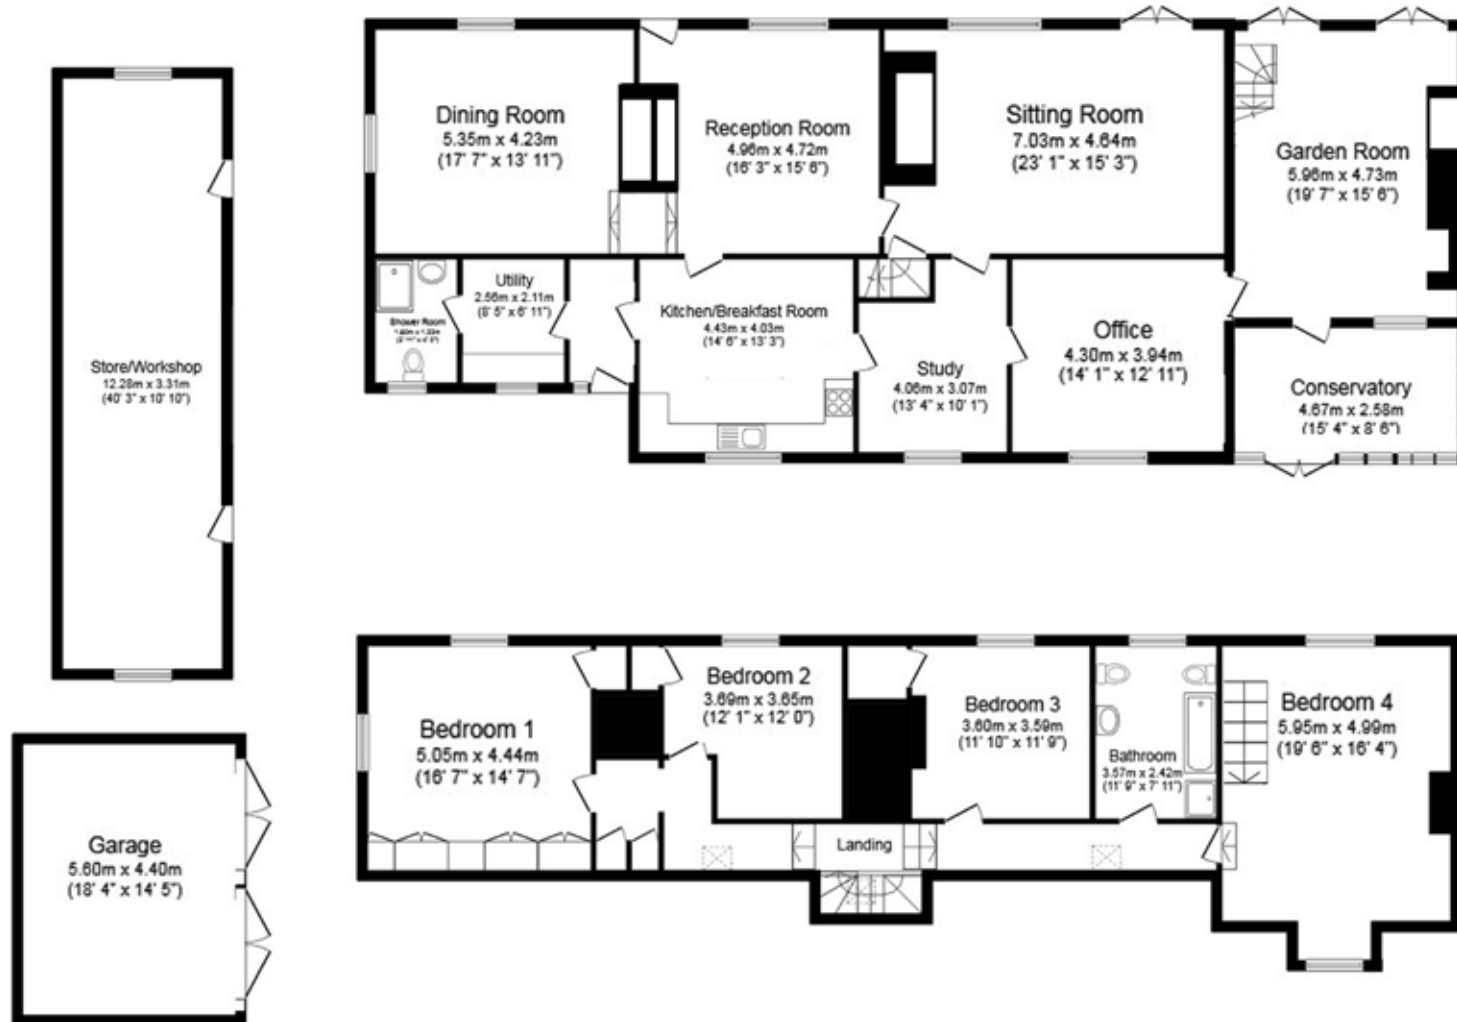 Dining Room
5.35m x 4.23m
(17' 7" x 13' 11")
Reception Room
4.96m x 4.72m
(16' 3" x 15' 6")
Sitting Room
7.03m x 4.64m
(23' 1" x 15' 3")
Garden Room
5.96m x 4.73m
(19' 7" x 15' 6")
Utility
2.56m x 2.11m
(8' 5" x 6' 11")
Shower Room
Kitchen/Breakfast Room
4.43m x 4.03m
(14' 6" x 13' 3")
Study
4.06m x 3.07m
(13' 4" x 10' 1")
Office
4.30m x 3.94m
(14' 1" x 12' 11")
Conservatory
4.67m x 2.58m
(15' 4" x 8' 6")
Store/Workshop
12.28m x 3.31m
(40' 3" x 10' 10")
Bedroom 1
5.05m x 4.44m
(16' 7" x 14' 7")
Bedroom 2
3.69m x 3.65m
(12' 1" x 12' 0")
Bedroom 3
3.60m x 3.59m
(11' 10" x 11' 9")
Bathroom
3.57m x 2.42m
(11' 9" x 7' 11")
Bedroom 4
5.95m x 4.99m
(19' 6" x 16' 4")
Landing
Garage
5.60m x 4.40m
(18' 4" x 14' 5")